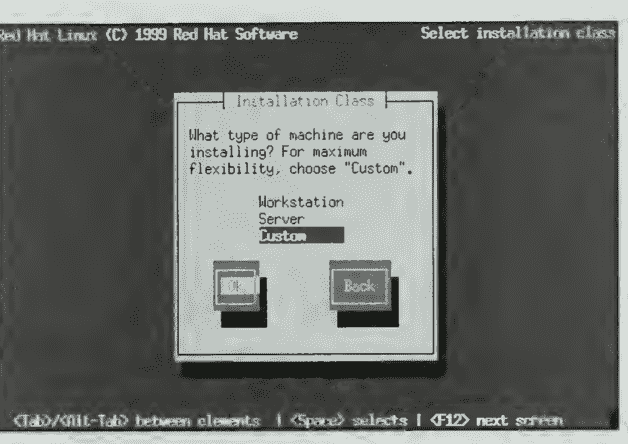 Red Hat Linux (C) 1999 Red Hat Software
Select installation class
Installation Class
What type of machine are you
installing? For maximum
flexibility, choose "Custom".
Workstation
Server
Custom
Ok
Back
<Tab>/<Alt-Tab> between elements | <Space> selects | <F12> next screen